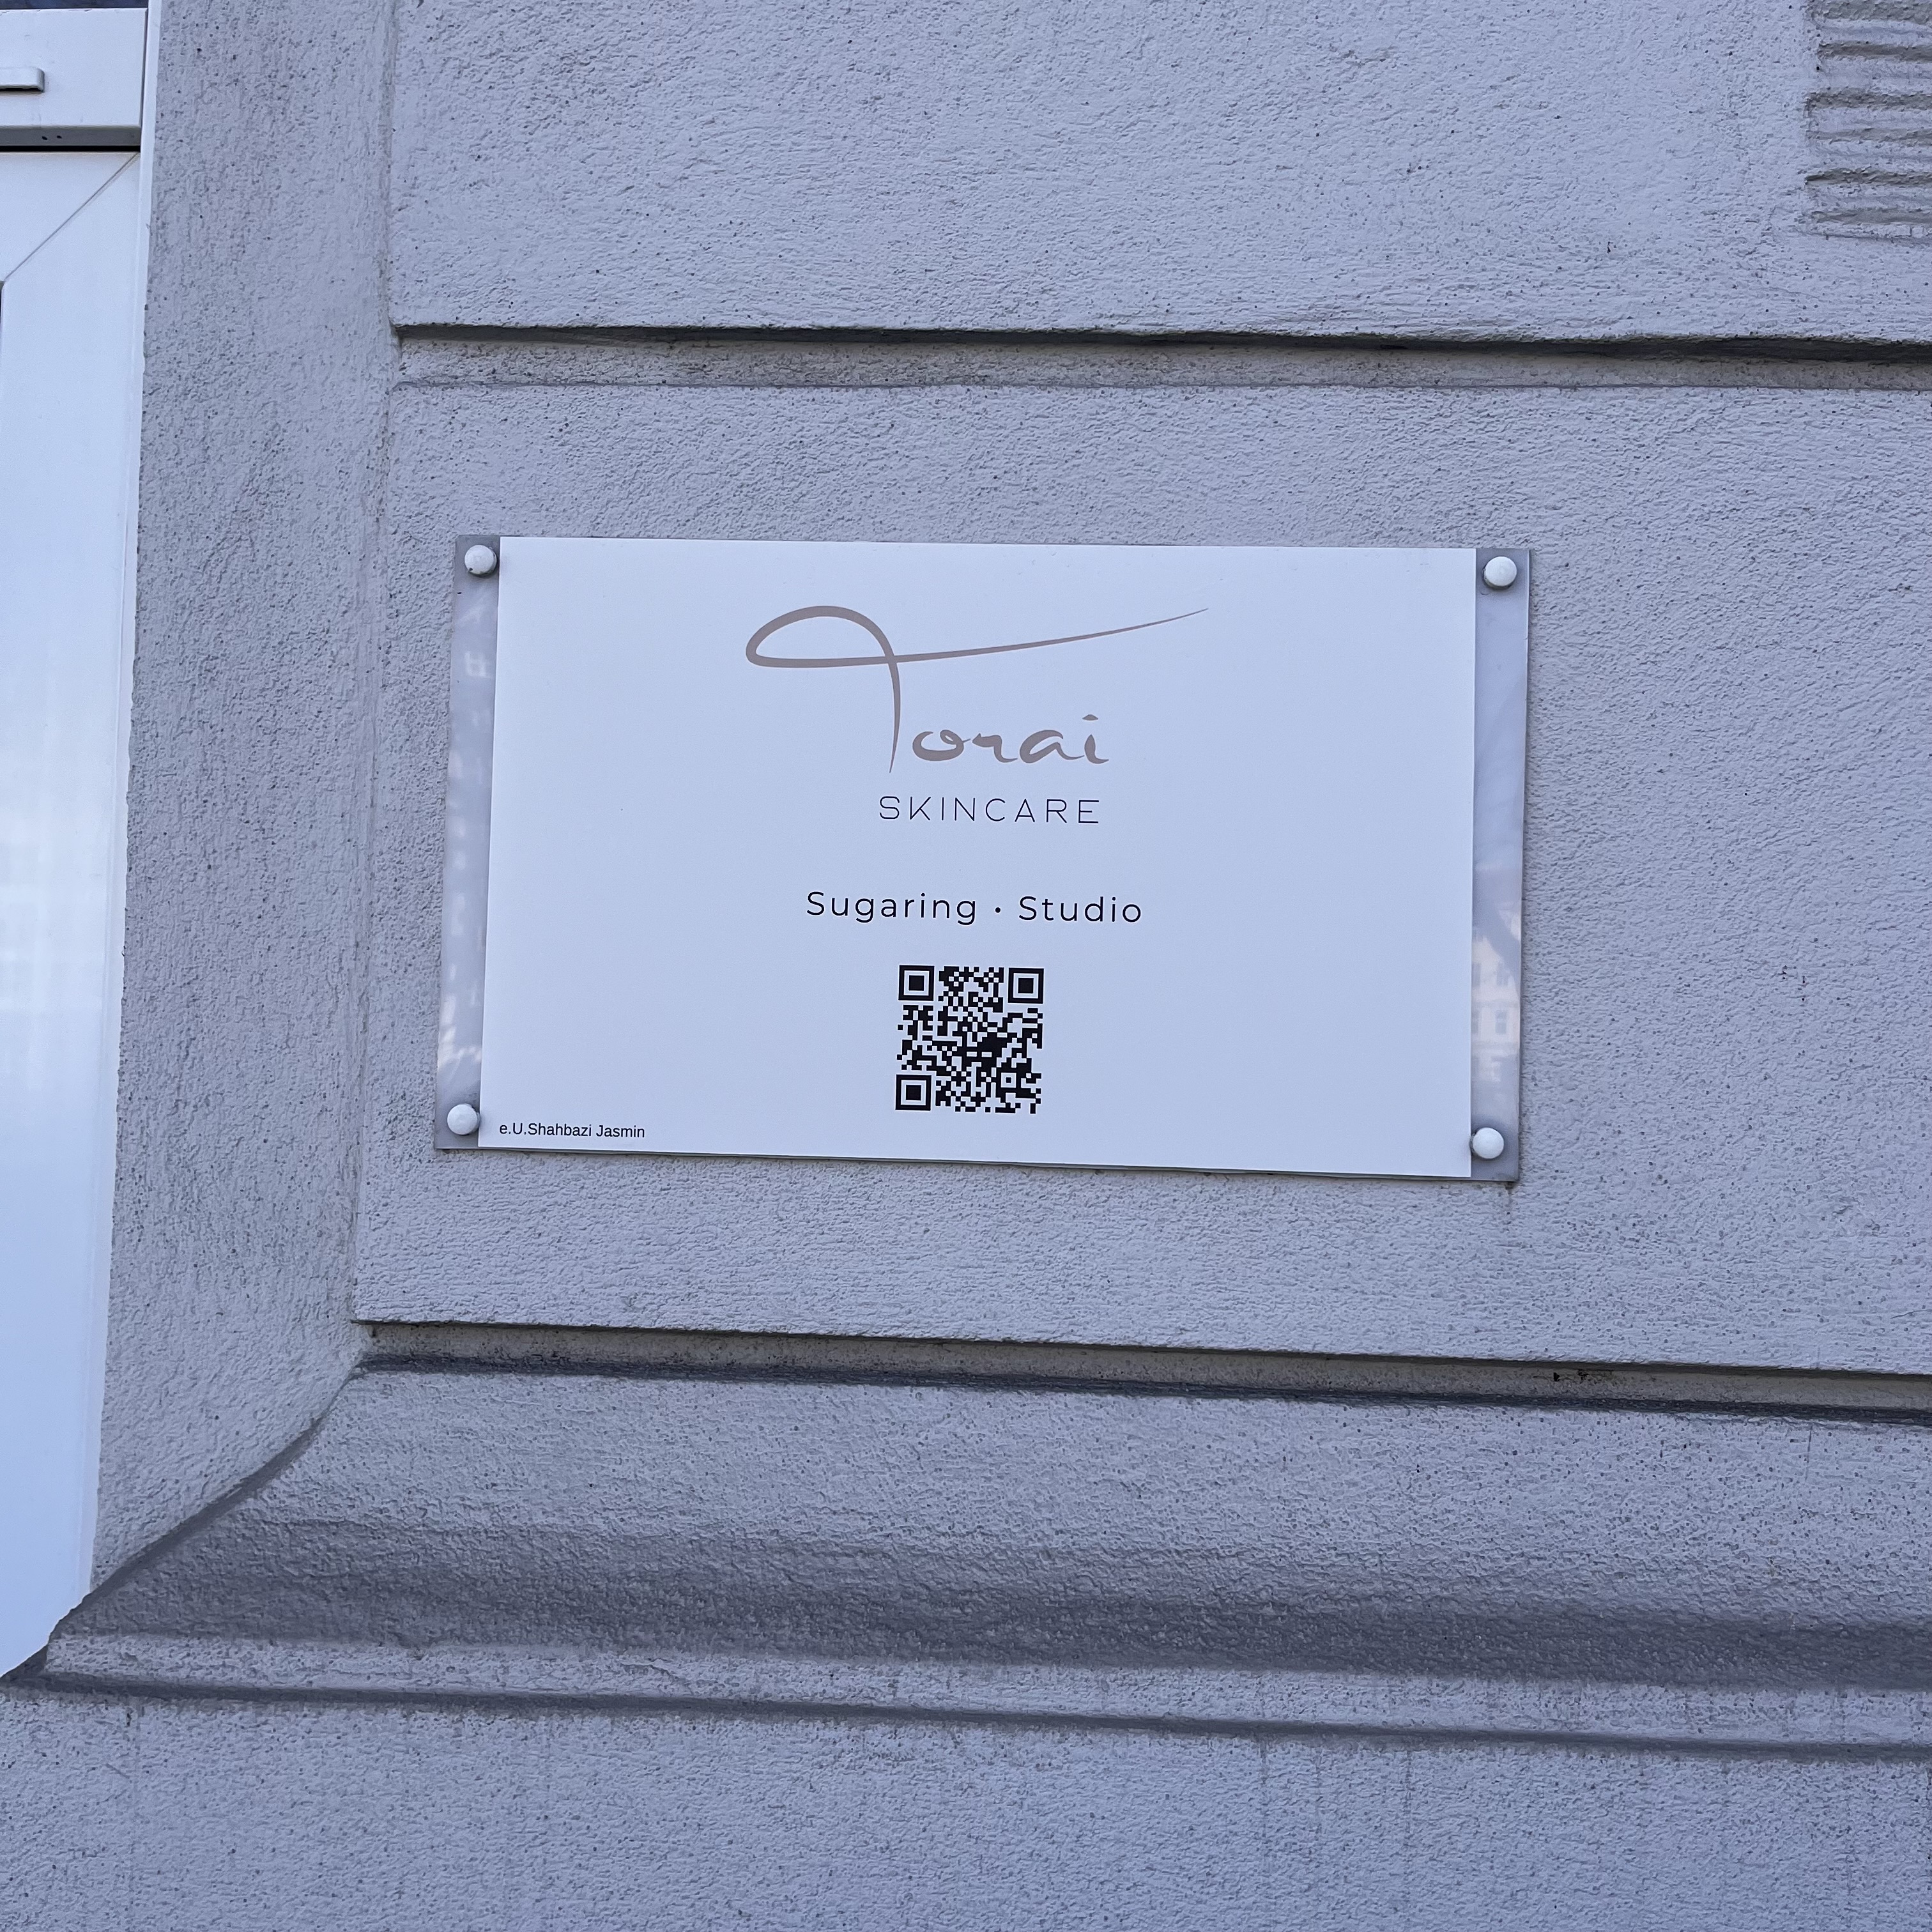 Torai
SKINCARE
Sugaring • Studio
e.U.Shahbazi Jasmin